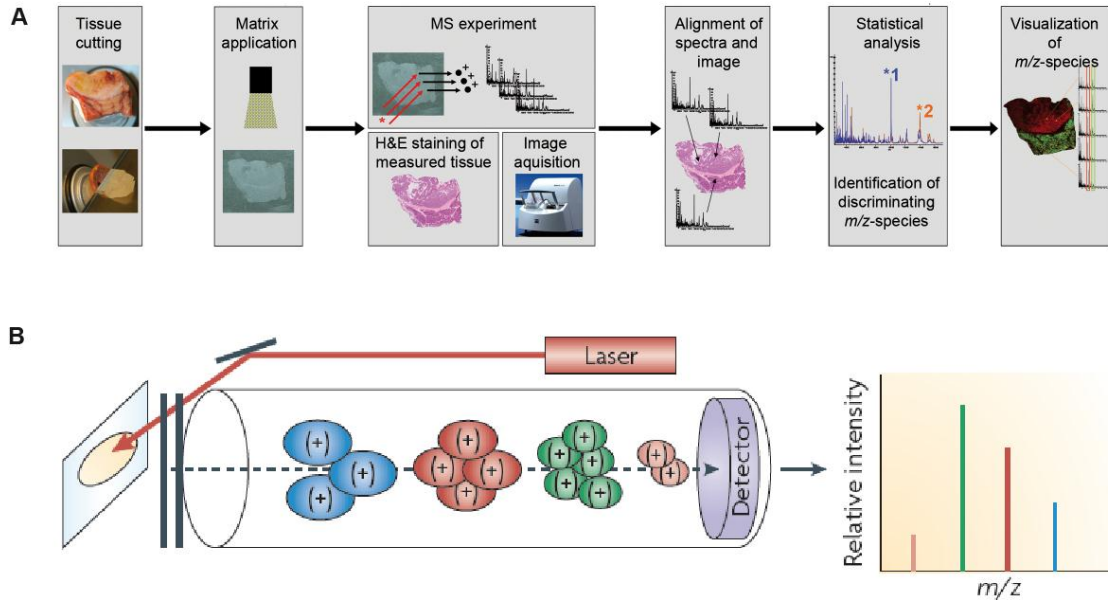 A
Tissue
cutting
Matrix
application
MS experiment
+
+
+
+
*
H&E staining of
measured tissue
Image
aquisition
Alignment of
spectra and
image
Statistical
analysis
*1
*2
Identification of
discriminating
m/z-species
Visualization
of
m/z-species
B
Laser
(+)
(+)
(+)
(+)
(+)
(+)
(+)
(+)
(+)
(+)
(+)
(+)
(+)
(+)
Detector
Relative intensity
m/z